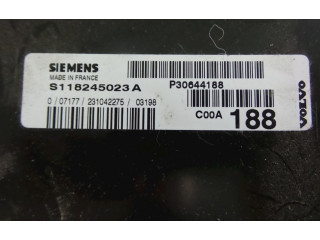 SIEMENS
MADE IN FRANCE
S118245023 A
P30644188
0 / 07177 / 231042275 / 03198
C00A 188
VOLVO